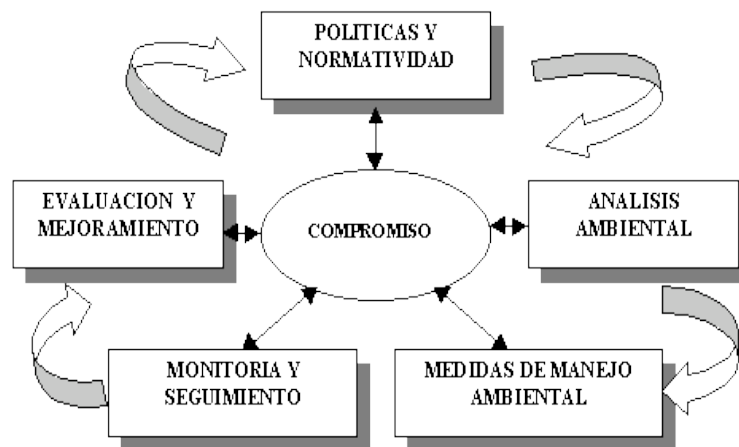 POLITICAS Y
NORMATIVIDAD
EVALUACION Y
MEJORAMIENTO
COMPROMISO
ANALISIS
AMBIENTAL
MONITORIA Y
SEGUIMIENTO
MEDIDAS DE MANEJO
AMBIENTAL